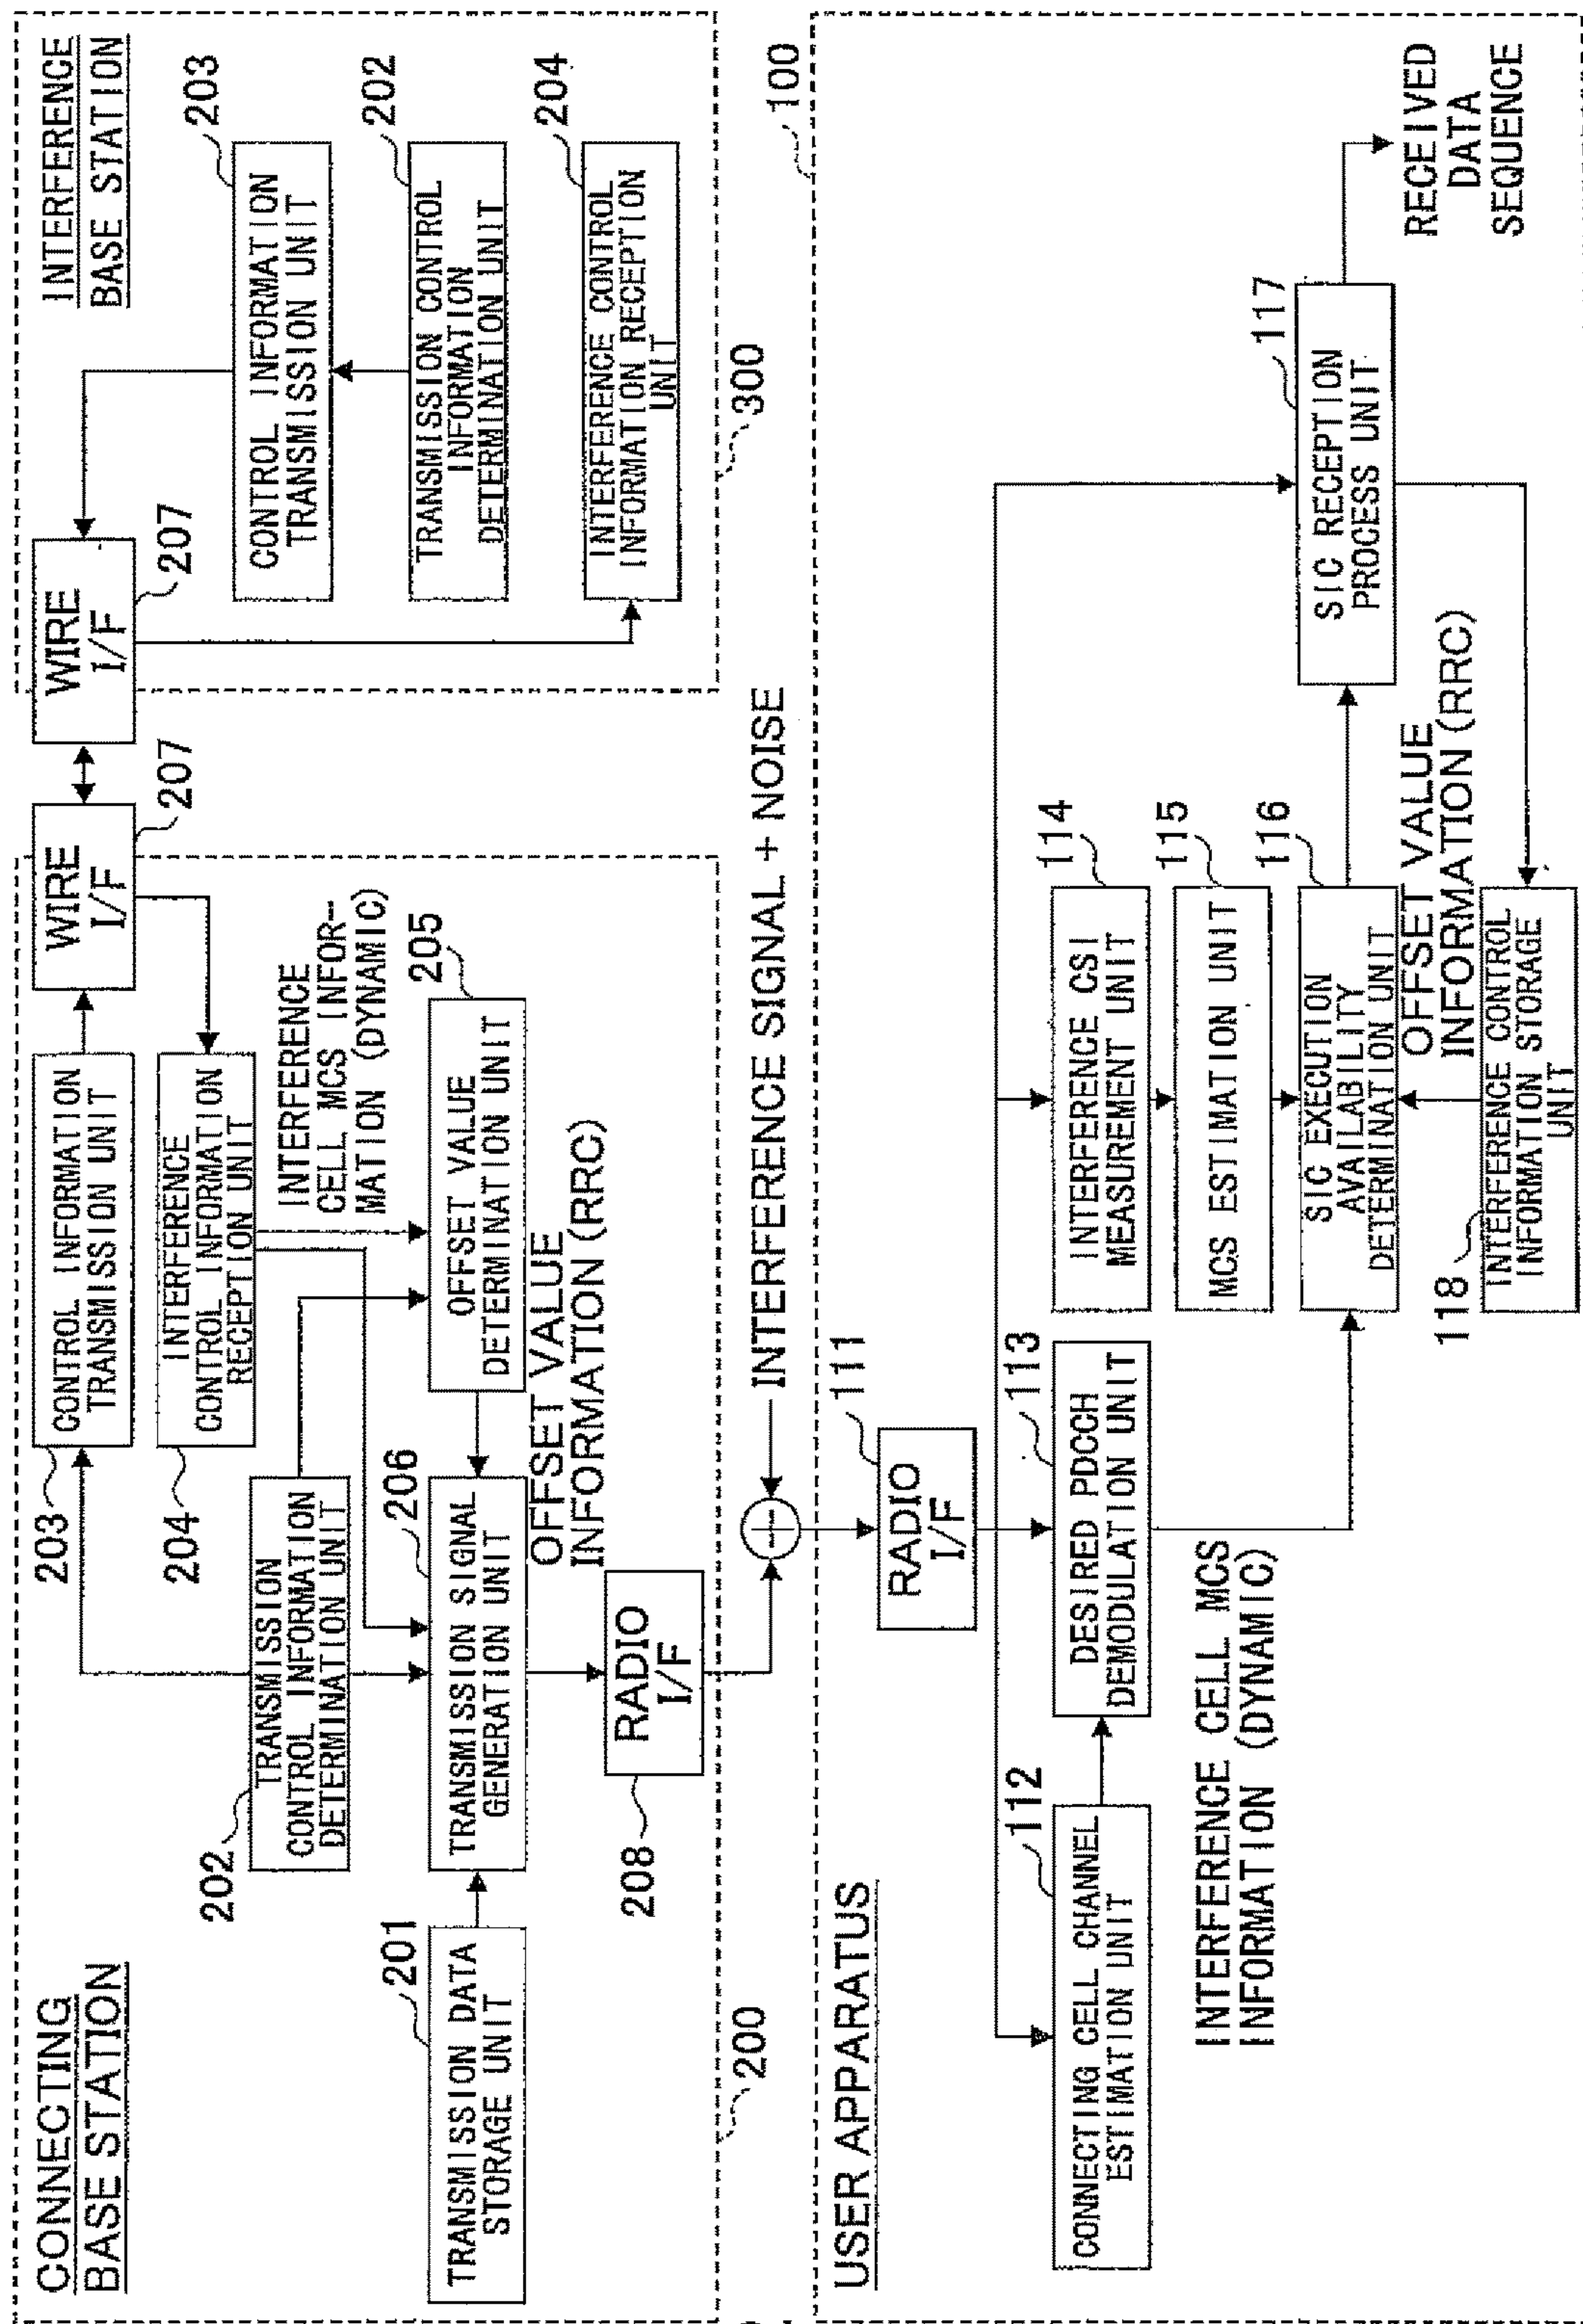 CONNECTING
BASE STATION
203
CONTROL INFORMATION
TRANSMISSION UNIT
WIRE
I/F
207
204
INTERFERENCE
CONTROL INFORMATION
RECEPTION UNIT
202
TRANSMISSION
CONTROL INFORMATION
DETERMINATION UNIT
INTERFERENCE
CELL MCS INFOR-
MATION (DYNAMIC)
201
TRANSMISSION DATA
STORAGE UNIT
206
TRANSMISSION SIGNAL
GENERATION UNIT
205
OFFSET VALUE
DETERMINATION UNIT
OFFSET VALUE
INFORMATION (RRC)
208
RADIO
I/F
200
INTERFERENCE
BASE STATION
WIRE
I/F
207
203
CONTROL INFORMATION
TRANSMISSION UNIT
202
TRANSMISSION CONTROL
INFORMATION
DETERMINATION UNIT
204
INTERFERENCE CONTROL
INFORMATION RECEPTION
UNIT
300
INTERFERENCE SIGNAL + NOISE
USER APPARATUS
100
111
RADIO
I/F
112
CONNECTING CELL CHANNEL
ESTIMATION UNIT
113
DESIRED PDCCH
DEMODULATION UNIT
114
INTERFERENCE CSI
MEASUREMENT UNIT
115
MCS ESTIMATION UNIT
116
SIC EXECUTION
AVAILABILITY
DETERMINATION UNIT
INTERFERENCE CELL MCS
INFORMATION (DYNAMIC)
OFFSET VALUE
INFORMATION (RRC)
118
INTERFERENCE CONTROL
INFORMATION STORAGE
UNIT
117
SIC RECEPTION
PROCESS UNIT
RECEIVED
DATA
SEQUENCE